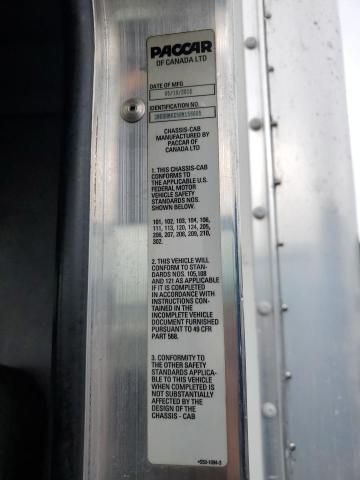 PACCAR
OF CANADA LTD
DATE OF MFG
05/10/2010
IDENTIFICATION NO.
CHASSIS-CAB
MANUFACTURED BY
PACCAR OF
CANADA LTD
1. THIS CHASSIS-CAB
CONFORMS TO
THE APPLICABLE U.S.
FEDERAL MOTOR
VEHICLE SAFETY
STANDARDS NOS.
SHOWN BELOW.
101, 102, 103, 104, 106,
111, 113, 120, 124, 205,
206, 207, 208, 209, 210,
302.
2. THIS VEHICLE WILL
CONFORM TO STAN-
DARDS NOS. 105,108
AND 121 AS APPLICABLE
IF IT IS COMPLETED
IN ACCORDANCE WITH
INSTRUCTIONS CON-
TAINED IN THE
INCOMPLETE VEHICLE
DOCUMENT FURNISHED
PURSUANT TO 49 CFR
PART 568.
3. CONFORMITY TO
THE OTHER SAFETY
STANDARDS APPLICA-
BLE TO THIS VEHICLE
WHEN COMPLETED IS
NOT SUBSTANTIALLY
AFFECTED BY THE
DESIGN OF THE
CHASSIS - CAB